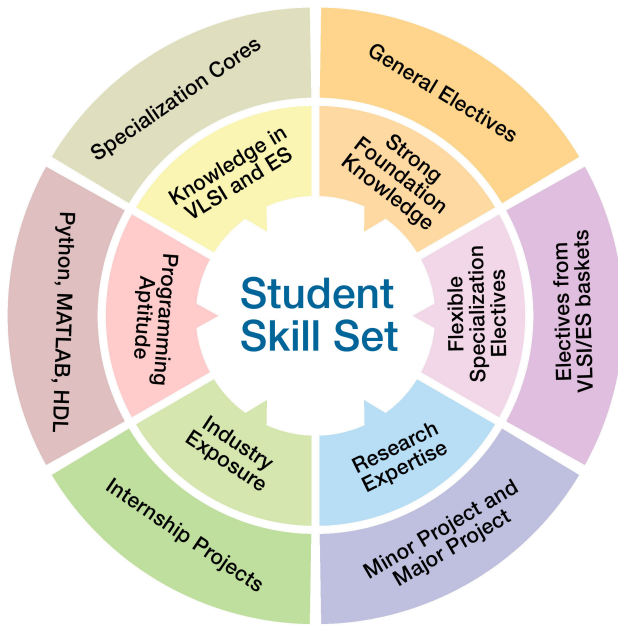 Specialization Cores
General Electives
Knowledge in
VLSI and ES
Strong
Foundation
Knowledge
Python, MATLAB, HDL
Programming
Aptitude
Student
Skill Set
Flexible
Specialization
Electives
Electives from
VLSI/ES baskets
Industry
Exposure
Research
Expertise
Internship Projects
Minor Project and
Major Project